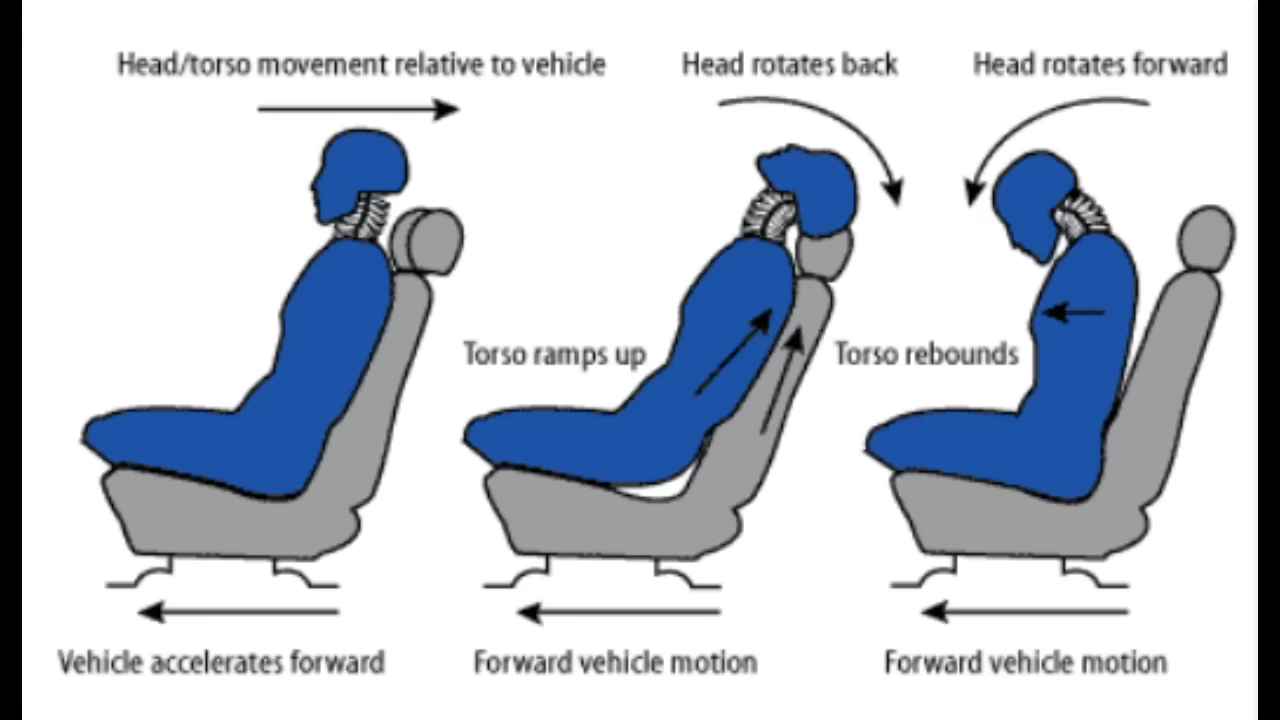 Head/torso movement relative to vehicle
Head rotates back
Head rotates forward
Torso ramps up
Torso rebounds
Vehicle accelerates forward
Forward vehicle motion
Forward vehicle motion